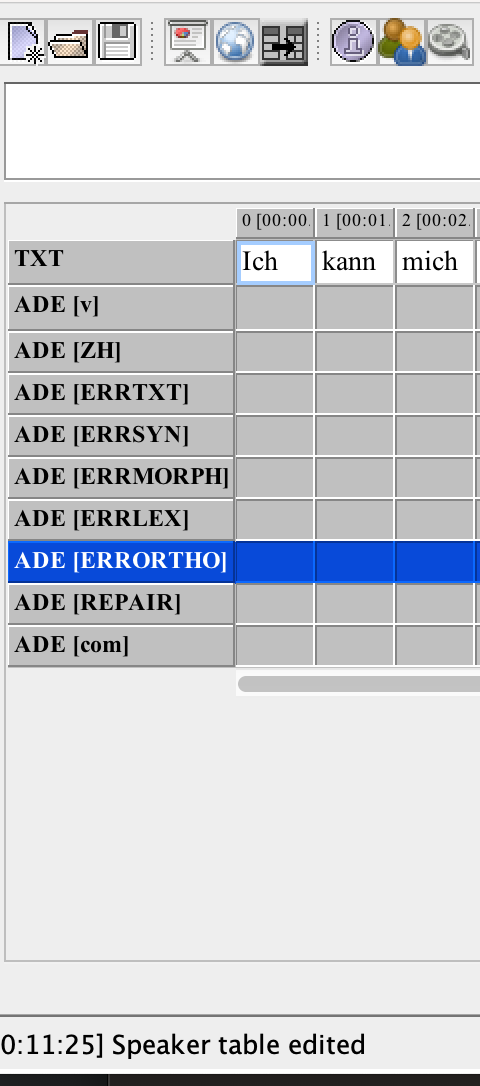 0 [00:00. 1 [00:01. 2 [00:02.
TXT Ich kann mich
ADE [v]
ADE [ZH]
ADE [ERRTXT]
ADE [ERRSYN]
ADE [ERRMORPH]
ADE [ERRLEX]
ADE [ERRORTHO]
ADE [REPAIR]
ADE [com]
0:11:25] Speaker table edited